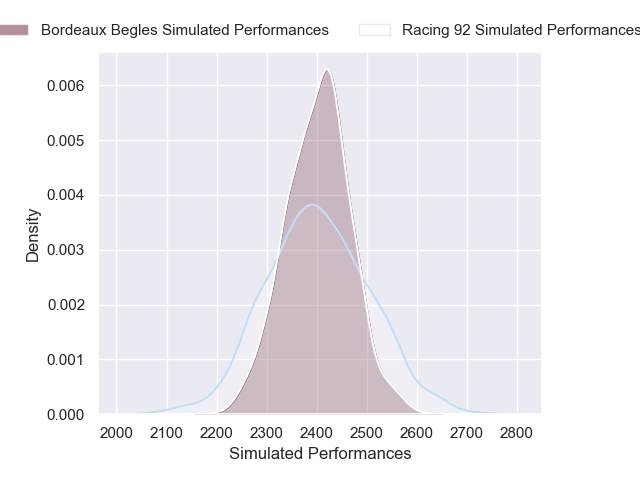 Bordeaux Begles Simulated Performances
Racing 92 Simulated Performances
0.006
0.005
0.004
0.003
0.002
0.001
0.000
Density
2000 2100 2200 2300 2400 2500 2600 2700 2800
Simulated Performances